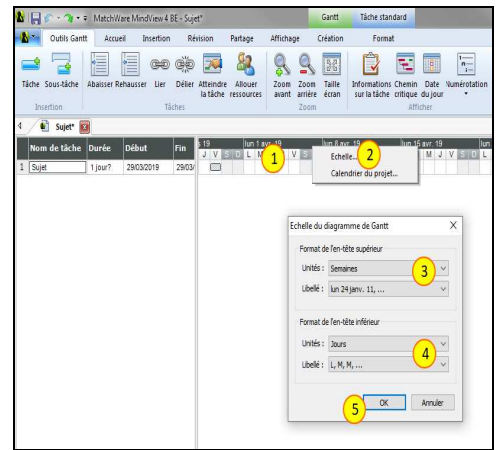 MatchWare MindView 4 BE - Sujet*
Gantt Tâche standard
Outils Gantt Accueil Insertion Révision Partage Affichage Création Format
Tâche Sous-tâche Abaisser Rehausser Lier Délier Atteindre la tâche Allouer ressources Zoom avant Zoom arrière Taille écran Informations sur la tâche Chemin critique Date du jour Numérotation
Insertion Tâches Zoom Afficher
Sujet*
Nom de tâche Durée Début Fin
s 19 lun 1 avr. 19 lun 8 avr. 19 lun 15 avr. 19 lun
J V S D L M 1 V S M J V S D L
1 Sujet 1 jour? 29/03/2019 29/03/
Echelle... 2
Calendrier du projet...
Echelle du diagramme de Gantt X
Format de l'en-tête supérieur
Unités : Semaines
3
Libellé : lun 24 janv. 11, ...
Format de l'en-tête inférieur
Unités : Jours
4
Libellé : L, M, M, ...
5 OK Annuler